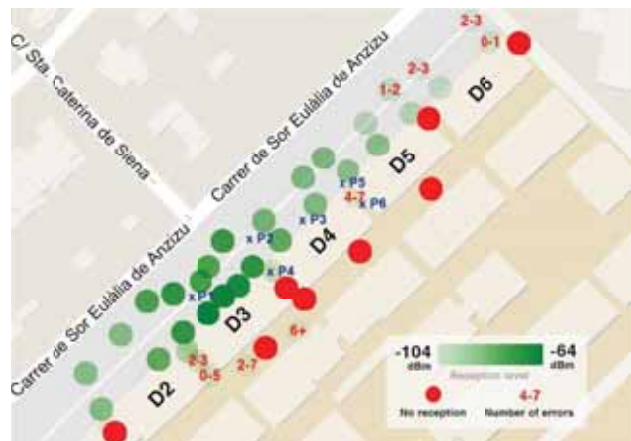 2-3
0-1
C/ Sta. Caterina de Siena
Carrer de Sor Eulàlia de Anzizu
2-3
1-2
D6
D5
x P5
4-7
x P6
x P3
D4
x P2
x P4
Carrer de Sor Eulàlia de Anzizu
x P1
D3
6+
2-3
2-7
0-5
D2
-104
dBm
-64
dBm
Reception level
No reception
4-7
Number of errors